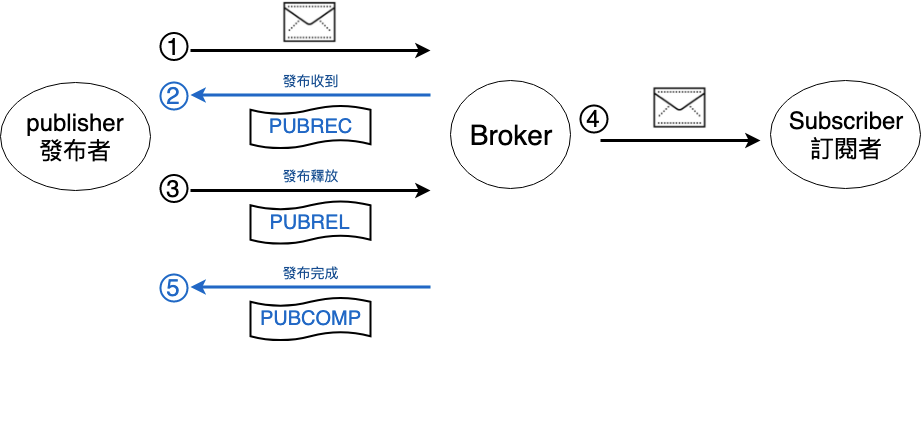 ①
②
發布收到
PUBREC
publisher
發布者
Broker
④
Subscriber
訂閱者
③
發布釋放
PUBREL
⑤
發布完成
PUBCOMP